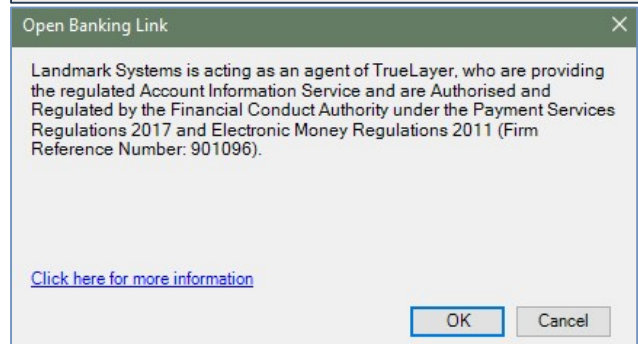 Open Banking Link
Landmark Systems is acting as an agent of TrueLayer, who are providing
the regulated Account Information Service and are Authorised and
Regulated by the Financial Conduct Authority under the Payment Services
Regulations 2017 and Electronic Money Regulations 2011 (Firm
Reference Number: 901096).
Click here for more information
OK Cancel